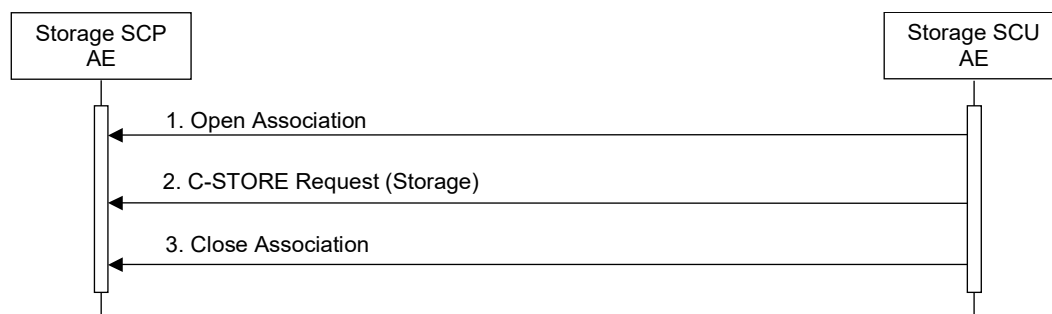 Storage SCP
AE
Storage SCU
AE
1. Open Association
2. C-STORE Request (Storage)
3. Close Association